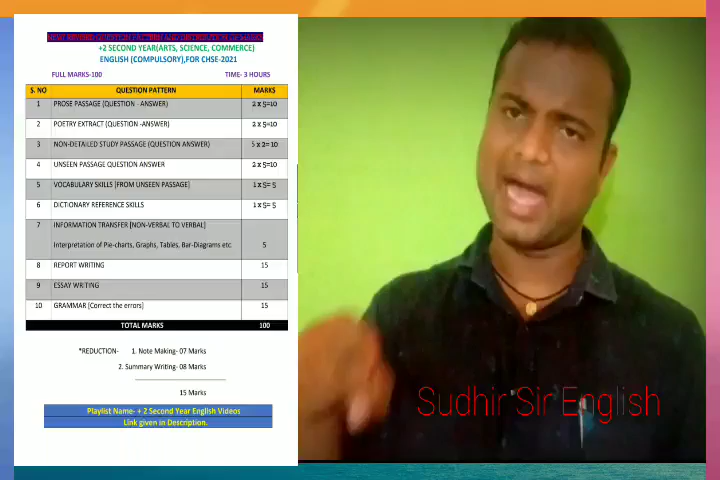 +2 SECOND YEAR(ARTS, SCIENCE, COMMERCE)
ENGLISH (COMPULSORY),FOR CHSE-2021
FULL MARKS-100 TIME- 3 HOURS
S. NO QUESTION PATTERN MARKS
1 PROSE PASSAGE (QUESTION - ANSWER) 2 x 5=10
2 POETRY EXTRACT (QUESTION -ANSWER) 2 x 5=10
3 NON-DETAILED STUDY PASSAGE (QUESTION ANSWER) 5 x 2= 10
4 UNSEEN PASSAGE QUESTION ANSWER 2 x 5=10
5 VOCABULARY SKILLS [FROM UNSEEN PASSAGE] 1 x 5= 5
6 DICTIONARY REFERENCE SKILLS 1 x 5= 5
7 INFORMATION TRANSFER [NON-VERBAL TO VERBAL]
Interpretation of Pie-charts, Graphs, Tables, Bar-Diagrams etc. 5
8 REPORT WRITING 15
9 ESSAY WRITING 15
10 GRAMMAR [Correct the errors] 15
TOTAL MARKS 100
*REDUCTION- 1. Note Making- 07 Marks
2. Summary Writing- 08 Marks
15 Marks
Playlist Name- + 2 Second Year English Videos
Link given in Description.
Sudhir Sir English